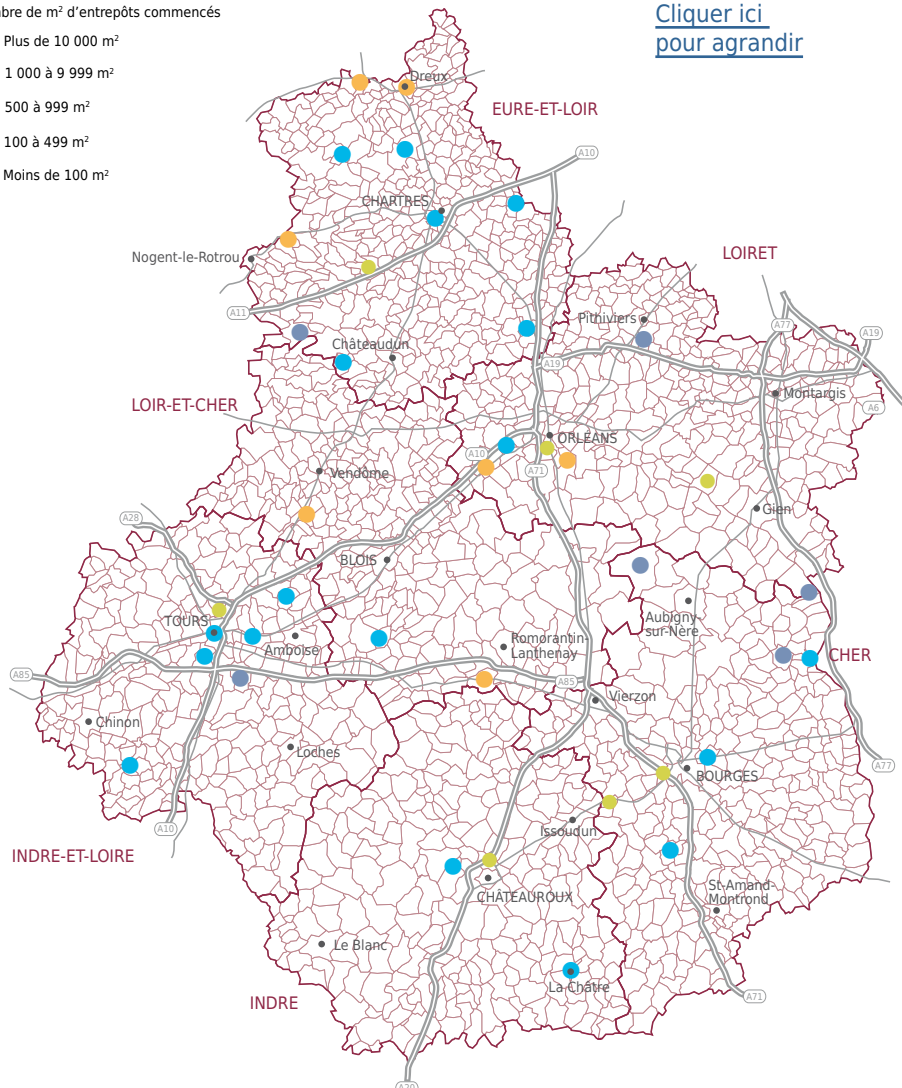 bre de m² d’entrepôts commencés
Plus de 10 000 m²
1 000 à 9 999 m²
500 à 999 m²
100 à 499 m²
Moins de 100 m²
Cliquer ici
pour agrandir
Dreux
EURE-ET-LOIR
A10
CHARTRES
Nogent-le-Rotrou
LOIRET
A11
Pithiviers
A77
A19
Châteaudun
A19
Montargis
LOIR-ET-CHER
A6
ORLÉANS
A10
A71
Vendôme
Gien
A28
BLOIS
TOURS
Amboise
Aubigny-
sur-Nère
Romorantin-
Lanthenay
CHER
A85
A85
Vierzon
Chinon
Loches
A77
BOURGES
A10
Issoudun
INDRE-ET-LOIRE
CHÂTEAUROUX
St-Amand-
Montrond
Le Blanc
La Châtre
INDRE
A71
A20